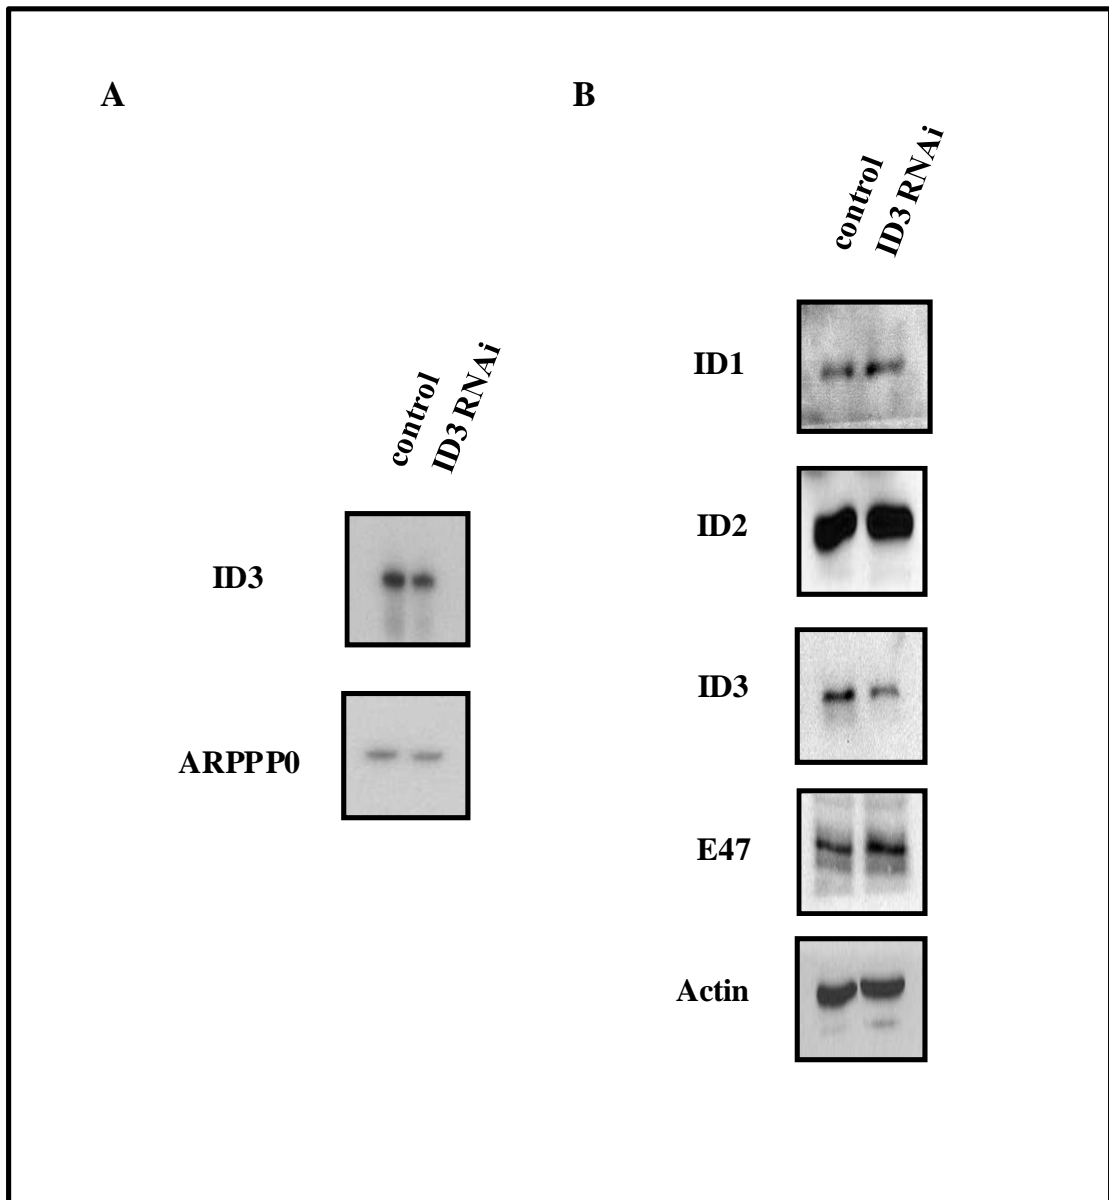 A
B
control
ID3 RNAi
control
ID3 RNAi
ID3
ARPPP0
ID1
ID2
ID3
E47
Actin